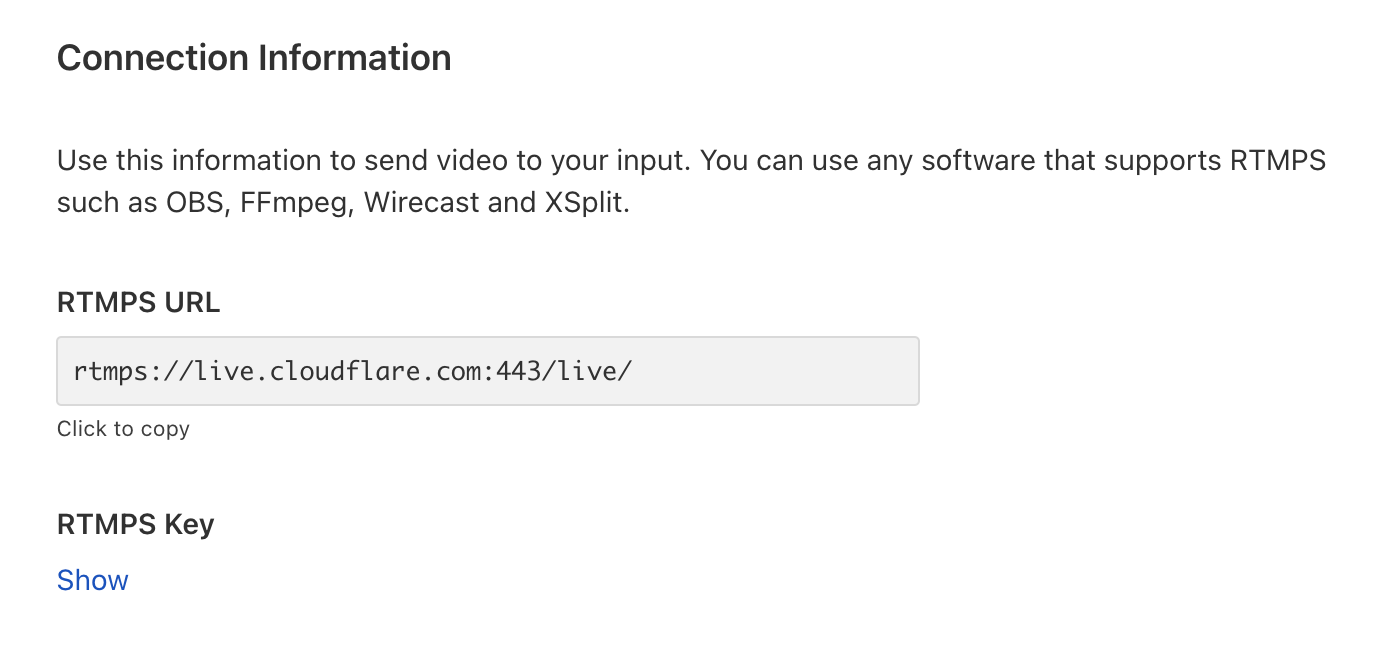 Connection Information
Use this information to send video to your input. You can use any software that supports RTMPS
such as OBS, FFmpeg, Wirecast and XSplit.
RTMPS URL
rtmps://live.cloudflare.com:443/live/
Click to copy
RTMPS Key
Show